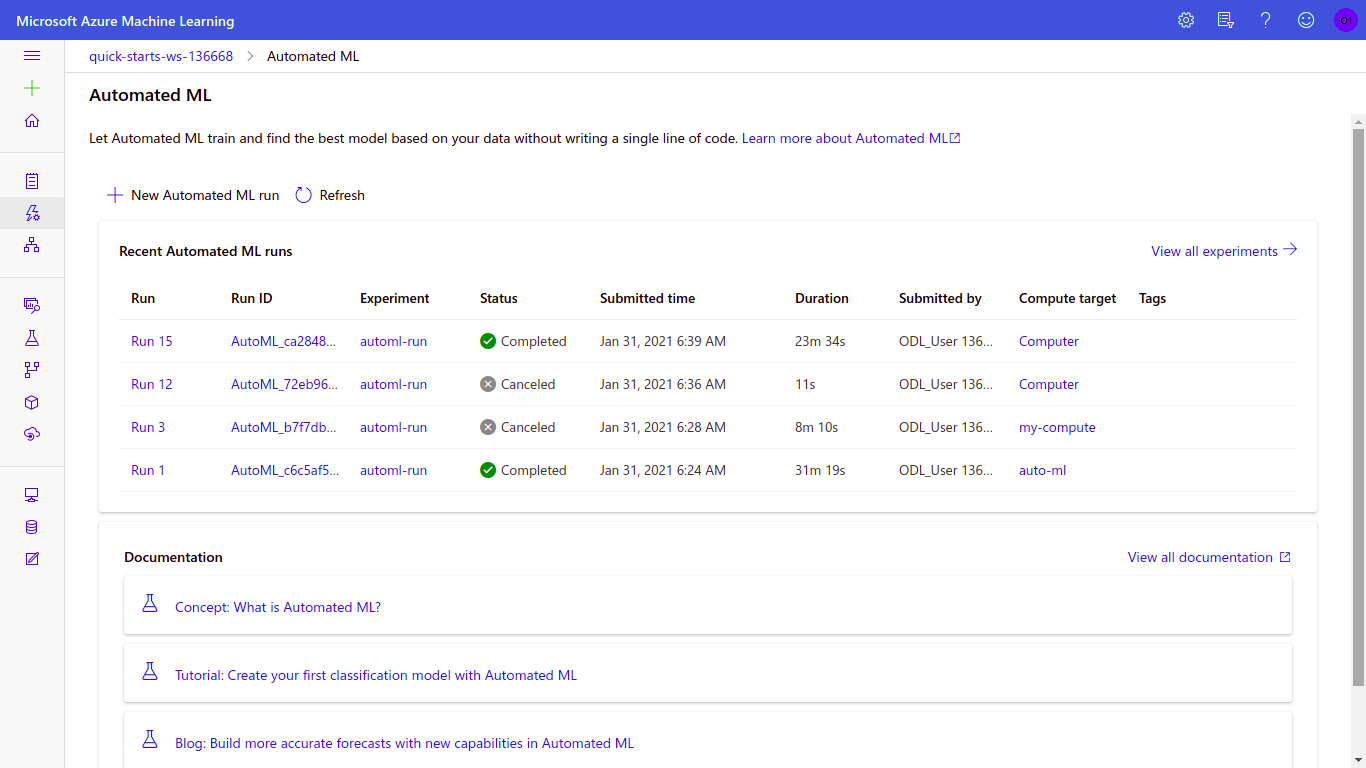 Microsoft Azure Machine Learning
O1
quick-starts-ws-136668 > Automated ML
Automated ML
Let Automated ML train and find the best model based on your data without writing a single line of code. Learn more about Automated ML
New Automated ML run Refresh
Recent Automated ML runs View all experiments
Run Run ID Experiment Status Submitted time Duration Submitted by Compute target Tags
Run 15 AutoML_ca2848... automl-run Completed Jan 31, 2021 6:39 AM 23m 34s ODL_User 136... Computer
Run 12 AutoML_72eb96... automl-run Canceled Jan 31, 2021 6:36 AM 11s ODL_User 136... Computer
Run 3 AutoML_b7f7db... automl-run Canceled Jan 31, 2021 6:28 AM 8m 10s ODL_User 136... my-compute
Run 1 AutoML_c6c5af5... automl-run Completed Jan 31, 2021 6:24 AM 31m 19s ODL_User 136... auto-ml
Documentation View all documentation
Concept: What is Automated ML?
Tutorial: Create your first classification model with Automated ML
Blog: Build more accurate forecasts with new capabilities in Automated ML